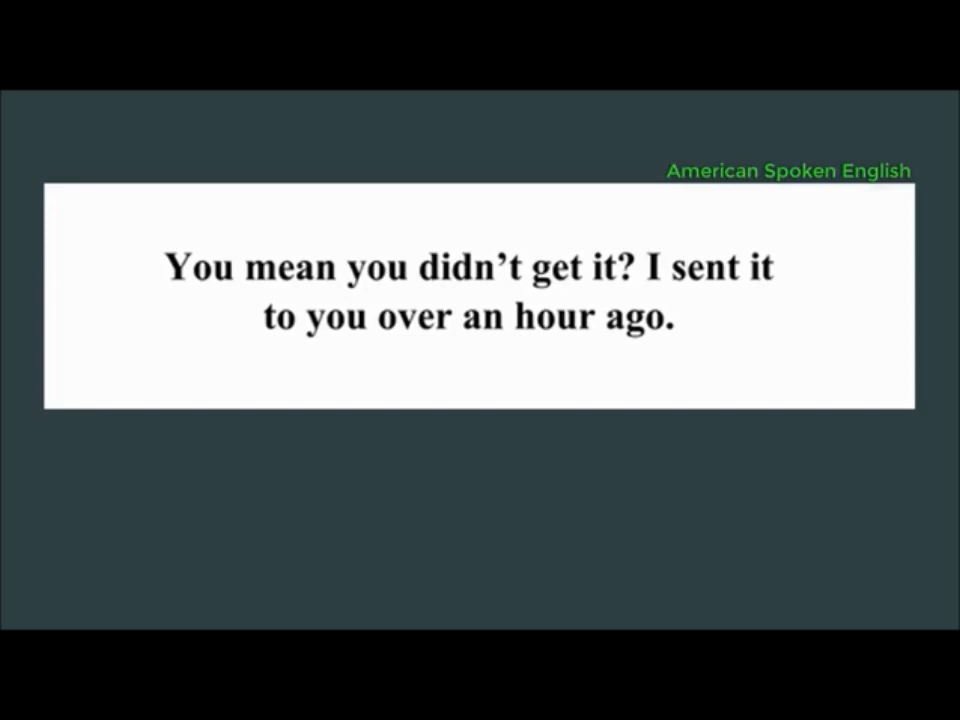 American Spoken English
You mean you didn’t get it? I sent it
to you over an hour ago.